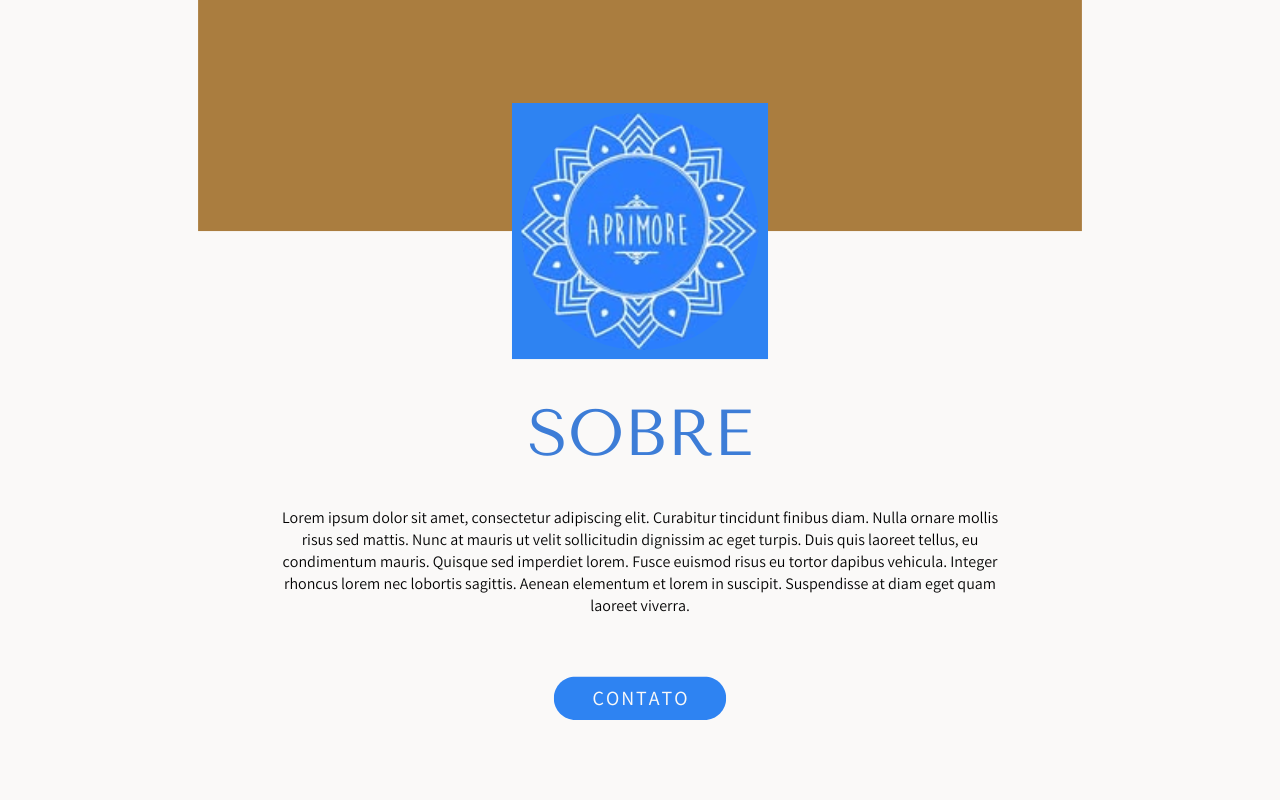 APRIMORE
SOBRE
Lorem ipsum dolor sit amet, consectetur adipiscing elit. Curabitur tincidunt finibus diam. Nulla ornare mollis
risus sed mattis. Nunc at mauris ut velit sollicitudin dignissim ac eget turpis. Duis quis laoreet tellus, eu
condimentum mauris. Quisque sed imperdiet lorem. Fusce euismod risus eu tortor dapibus vehicula. Integer
rhoncus lorem nec lobortis sagittis. Aenean elementum et lorem in suscipit. Suspendisse at diam eget quam
laoreet viverra.
CONTATO